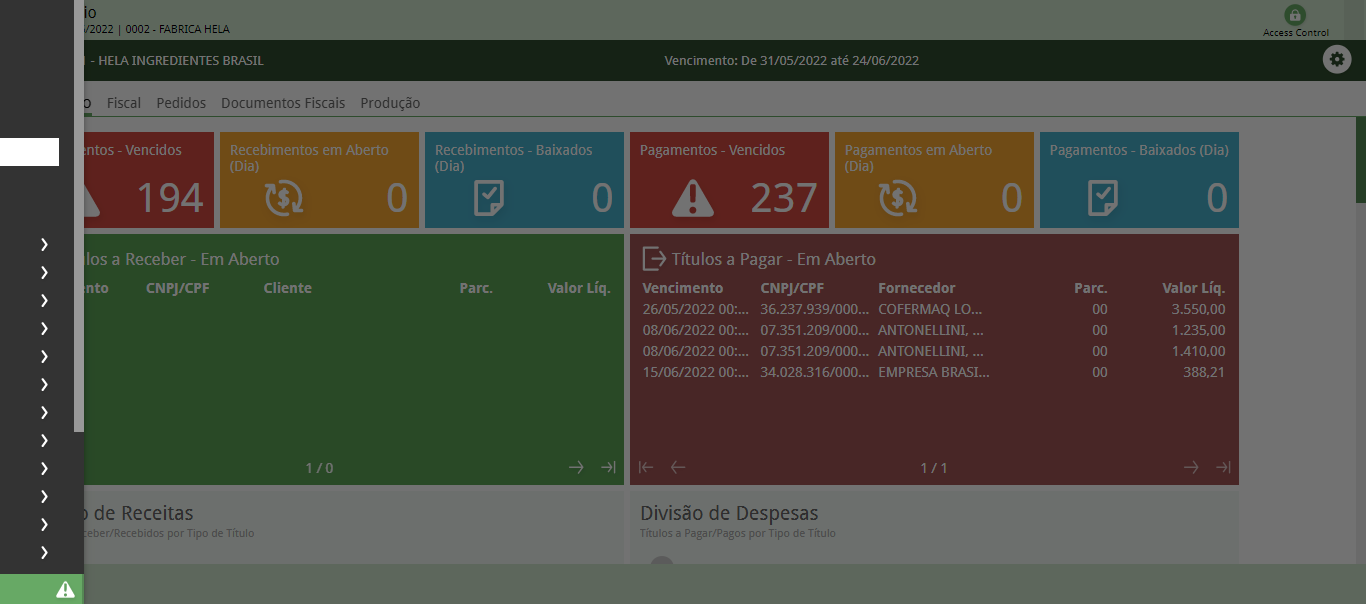 io
/2022 | 0002 - FABRICA HELA
Access Control
- HELA INGREDIENTES BRASIL
Vencimento: De 31/05/2022 até 24/06/2022
o Fiscal Pedidos Documentos Fiscais Produção
entos - Vencidos
194
Recebimentos em Aberto
(Dia)
0
Recebimentos - Baixados
(Dia)
0
Pagamentos - Vencidos
237
Pagamentos em Aberto
(Dia)
0
Pagamentos - Baixados (Dia)
0
los a Receber - Em Aberto
ento CNPJ/CPF Cliente Parc. Valor Líq.
1 / 0
Títulos a Pagar - Em Aberto
Vencimento CNPJ/CPF Fornecedor Parc. Valor Líq.
26/05/2022 00:... 36.237.939/000... COFERMAQ LO... 00 3.550,00
08/06/2022 00:... 07.351.209/000... ANTONELLINI, ... 00 1.235,00
08/06/2022 00:... 07.351.209/000... ANTONELLINI, ... 00 1.410,00
15/06/2022 00:... 34.028.316/000... EMPRESA BRASI... 00 388,21
1 / 1
o de Receitas
ceber/Recebidos por Tipo de Título
Divisão de Despesas
Títulos a Pagar/Pagos por Tipo de Título